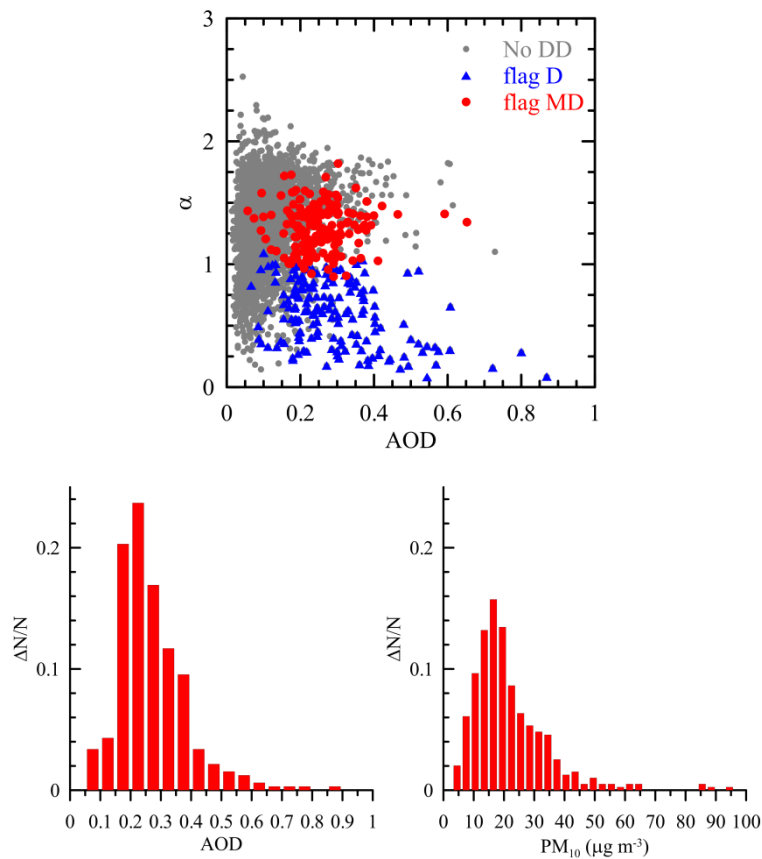 3
No DD
flag D
flag MD
2
α
1
0
0 0.2 0.4 0.6 0.8 1
AOD
0.2
ΔN/N
0.1
0
0 0.1 0.2 0.3 0.4 0.5 0.6 0.7 0.8 0.9 1
AOD
0.2
ΔN/N
0.1
0
0 10 20 30 40 50 60 70 80 90 100
PM₁₀ (μg m⁻³)